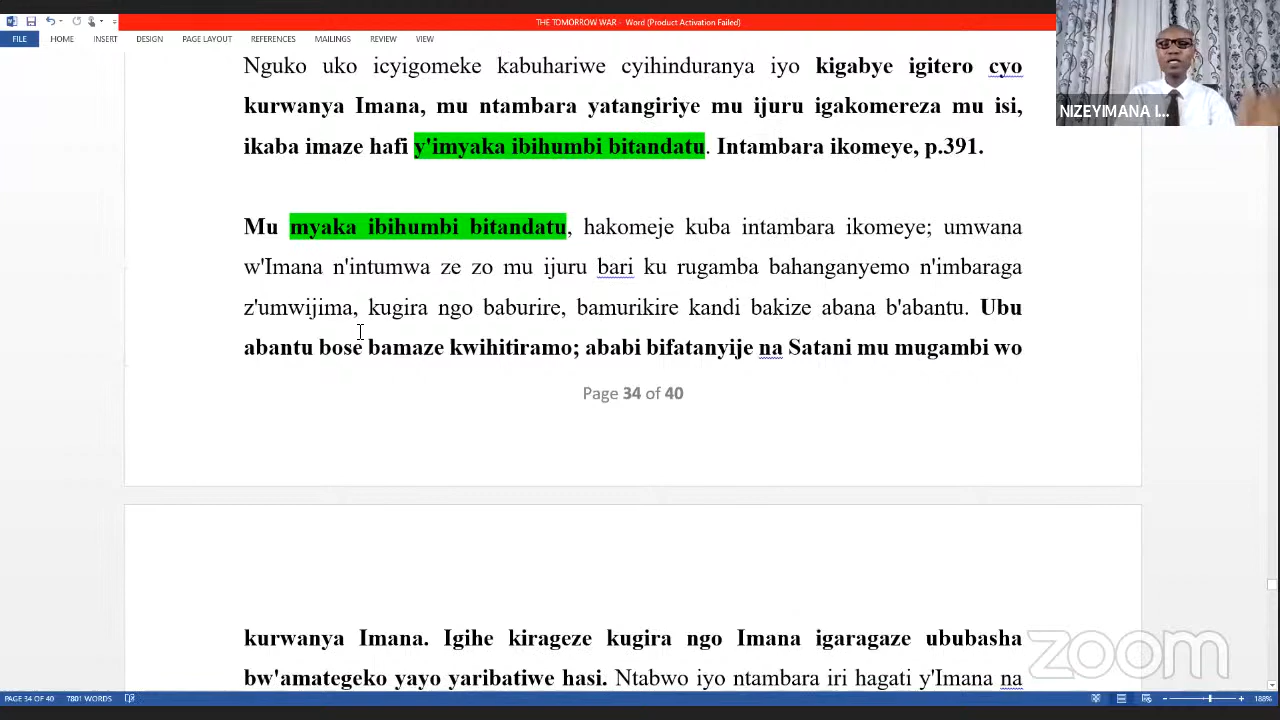 THE TOMORROW WAR - Word (Product Activation Failed)
FILE HOME INSERT DESIGN PAGE LAYOUT REFERENCES MAILINGS REVIEW VIEW
NIZEYIMANA I...
Nguko uko icyigomeke kabuhariwe cyihinduranya iyo kigabye igitero cyo
kurwanya Imana, mu ntambara yatangiriye mu ijuru igakomereza mu isi,
ikaba imaze hafi y'imyaka ibihumbi bitandatu. Intambara ikomeye, p.391.
Mu myaka ibihumbi bitandatu, hakomeje kuba intambara ikomeye; umwana
w'Imana n'intumwa ze zo mu ijuru bari ku rugamba bahanganyemo n'imbaraga
z'umwijima, kugira ngo baburire, bamurikire kandi bakize abana b'abantu. Ubu
abantu bose bamaze kwihitiramo; ababi bifatanyije na Satani mu mugambi wo
Page 34 of 40
kurwanya Imana. Igihe kirageze kugira ngo Imana igaragaze ububasha
bw'amategeko yayo yaribatiwe hasi. Ntabwo iyo ntambara iri hagati y'Imana na
zoom
PAGE 34 OF 40 7801 WORDS
188%